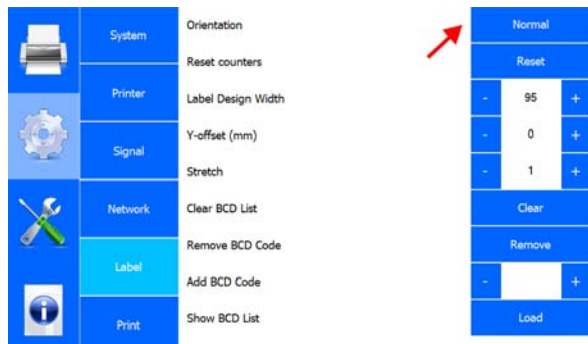 System
Printer
Signal
Network
Label
Print
Orientation Normal
Reset counters Reset
Label Design Width - 95 +
Y-offset (mm) - 0 +
Stretch - 1 +
Clear BCD List Clear
Remove BCD Code Remove
Add BCD Code - +
Show BCD List Load